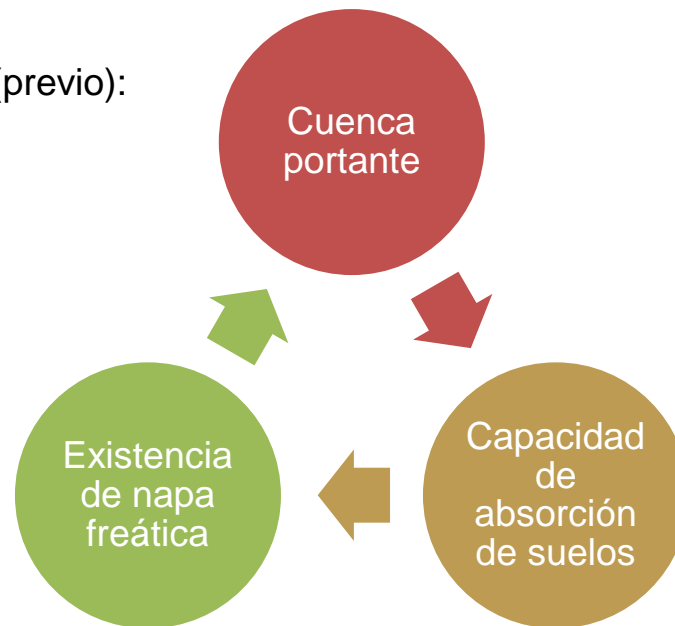 (previo):
Cuenca
portante
Existencia
de napa
freática
Capacidad
de
absorción
de suelos